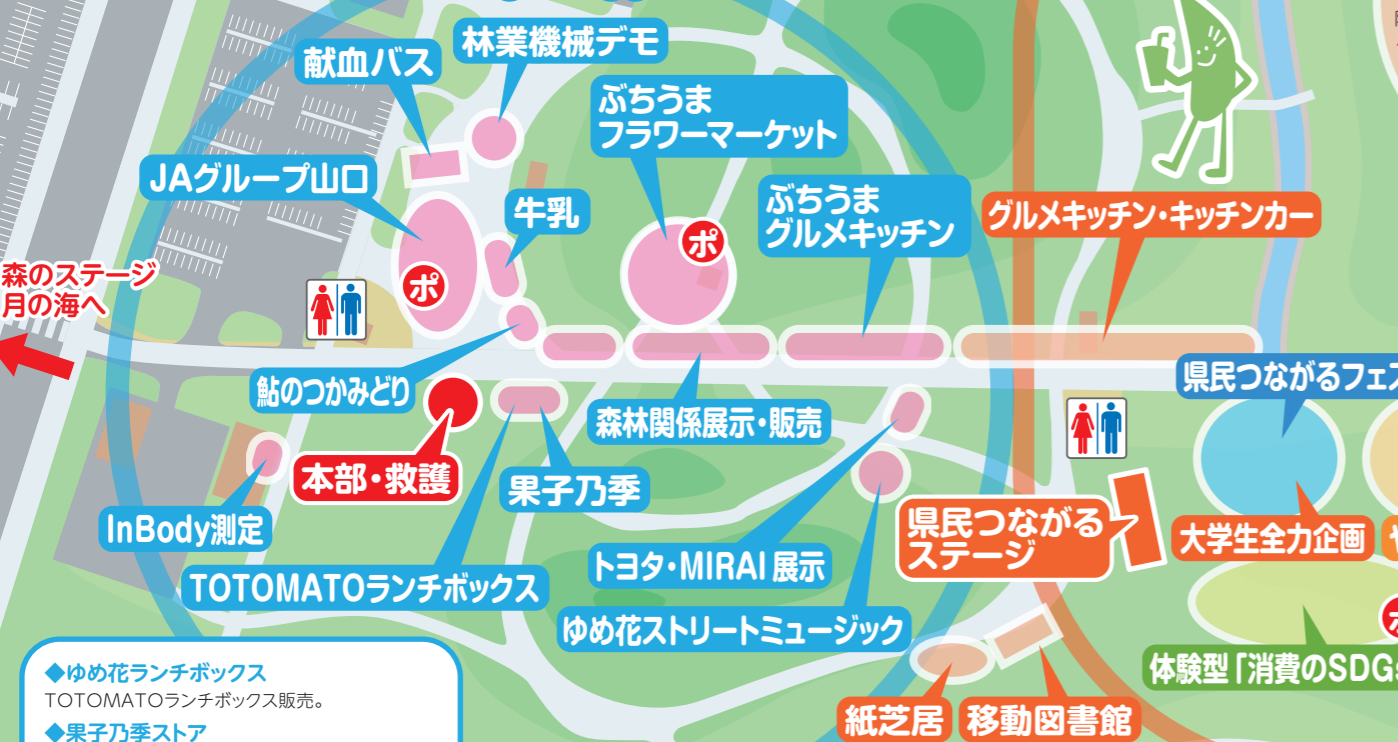 林業機械デモ
献血バス
ぶちうま
フラワーマーケット
JAグループ山口
牛乳
ぶちうま
グルメキッチン
グルメキッチン・キッチンカー
ポ
ポ
森のステージ
月の海へ
鮎のつかみどり
県民つながるフェス
森林関係展示・販売
本部・救護
果子乃季
InBody測定
県民つながる
ステージ
大学生全力企画
トヨタ・MIRAI 展示
TOTOMATOランチボックス
ゆめ花ストリートミュージック
体験型「消費のSDGs
紙芝居
移動図書館
◆ゆめ花ランチボックス
TOTOMATOランチボックス販売。
◆果子乃季ストア